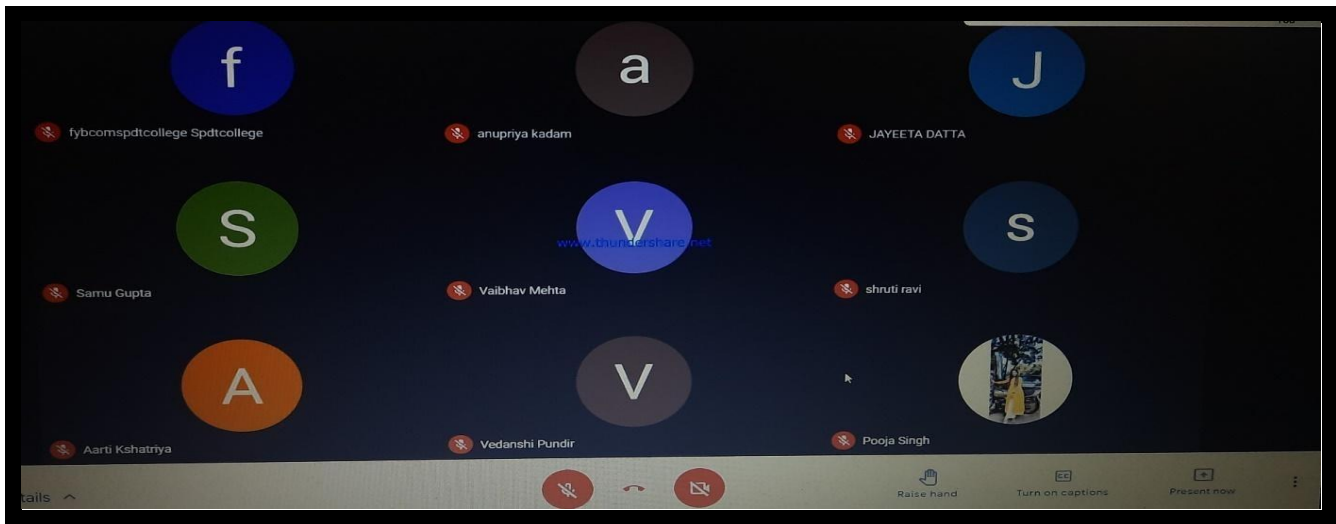 f
a
J
fybcomspdtcollege Spdtcollege
anupriya kadam
JAYEETA DATTA
S
V
s
www.thundershare.net
Samu Gupta
Vaibhav Mehta
shruti ravi
A
V
Aarti Kshatriya
Vedanshi Pundir
Pooja Singh
tails
CC
Raise hand
Turn on captions
Present now